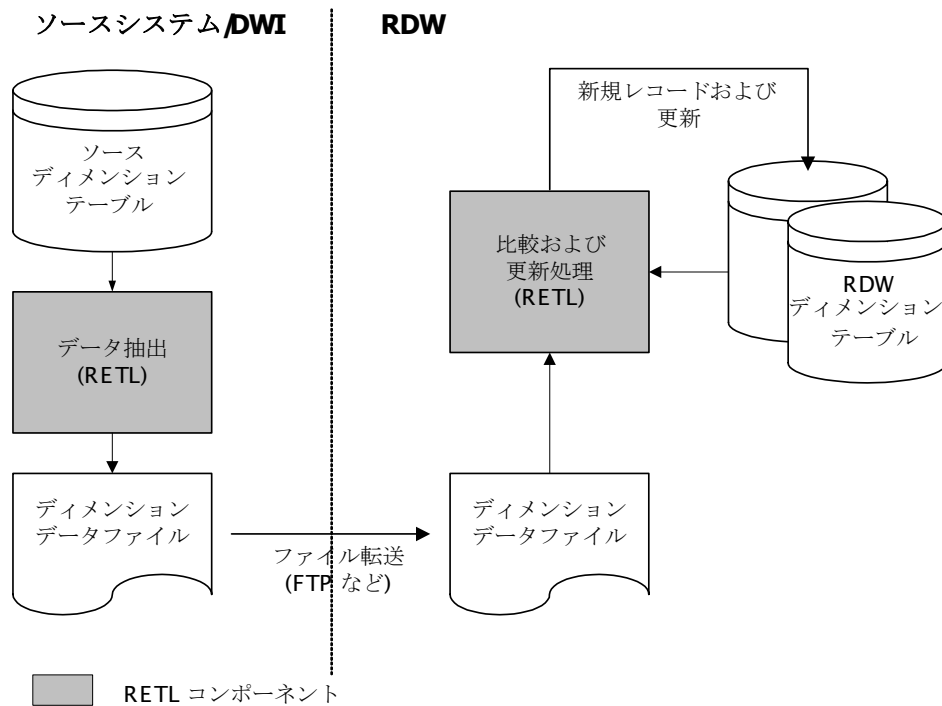 ソースシステム/DWI
RDW
ソース
ディメンション
テーブル
データ抽出
(RETL)
ディメンション
データファイル
ファイル転送
(FTP など)
ディメンション
データファイル
比較および
更新処理
(RETL)
新規レコードおよび
更新
RDW
ディメンション
テーブル
RETL コンポーネント